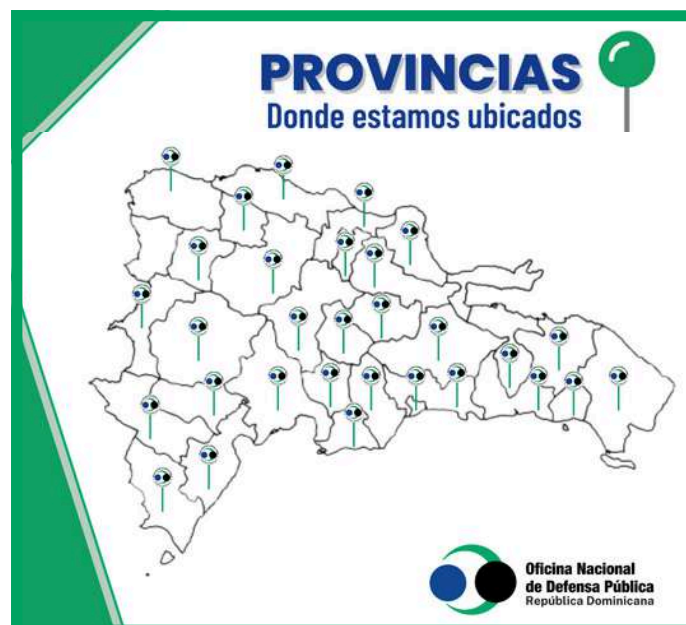 PROVINCIAS
Donde estamos ubicados
Oficina Nacional
de Defensa Pública
República Dominicana